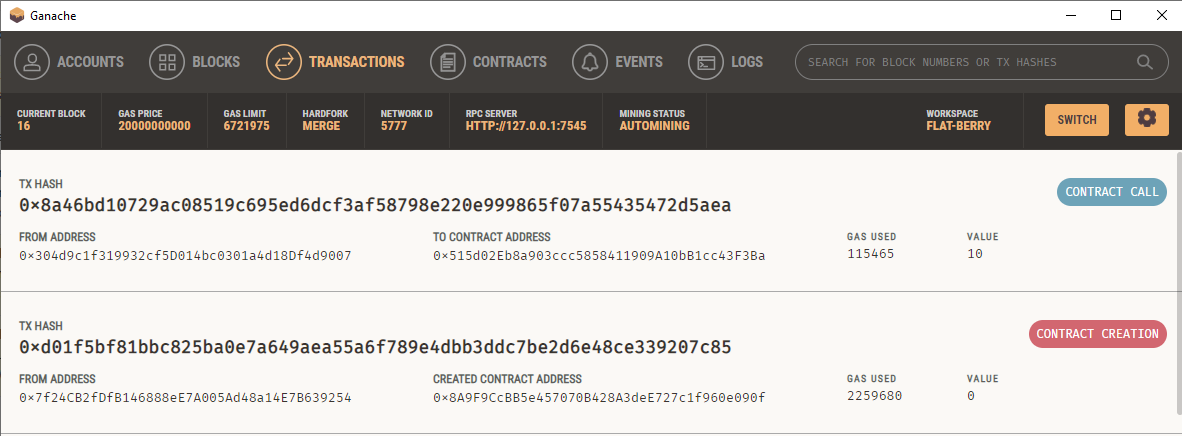 Ganache
ACCOUNTS BLOCKS TRANSACTIONS CONTRACTS EVENTS LOGS SEARCH FOR BLOCK NUMBERS OR TX HASHES
CURRENT BLOCK GAS PRICE GAS LIMIT HARDFORK NETWORK ID RPC SERVER MINING STATUS WORKSPACE
16 20000000000 6721975 MERGE 5777 HTTP://127.0.0.1:7545 AUTOMINING FLAT-BERRY SWITCH
TX HASH
0×8a46bd10729ac08519c695ed6dcf3af58798e220e999865f07a55435472d5aea CONTRACT CALL
FROM ADDRESS TO CONTRACT ADDRESS GAS USED VALUE
0×304d9c1f319932cf5D014bc0301a4d18Df4d9007 0×515d02Eb8a903ccc5858411909A10bB1cc43F3Ba 115465 10
TX HASH
0×d01f5bf81bbc825ba0e7a649aea55a6f789e4dbb3ddc7be2d6e48ce339207c85 CONTRACT CREATION
FROM ADDRESS CREATED CONTRACT ADDRESS GAS USED VALUE
0×7f24CB2fDfB146888eE7A005Ad48a14E7B639254 0×8A9F9CcBB5e457070B428A3deE727c1f960e090f 2259680 0